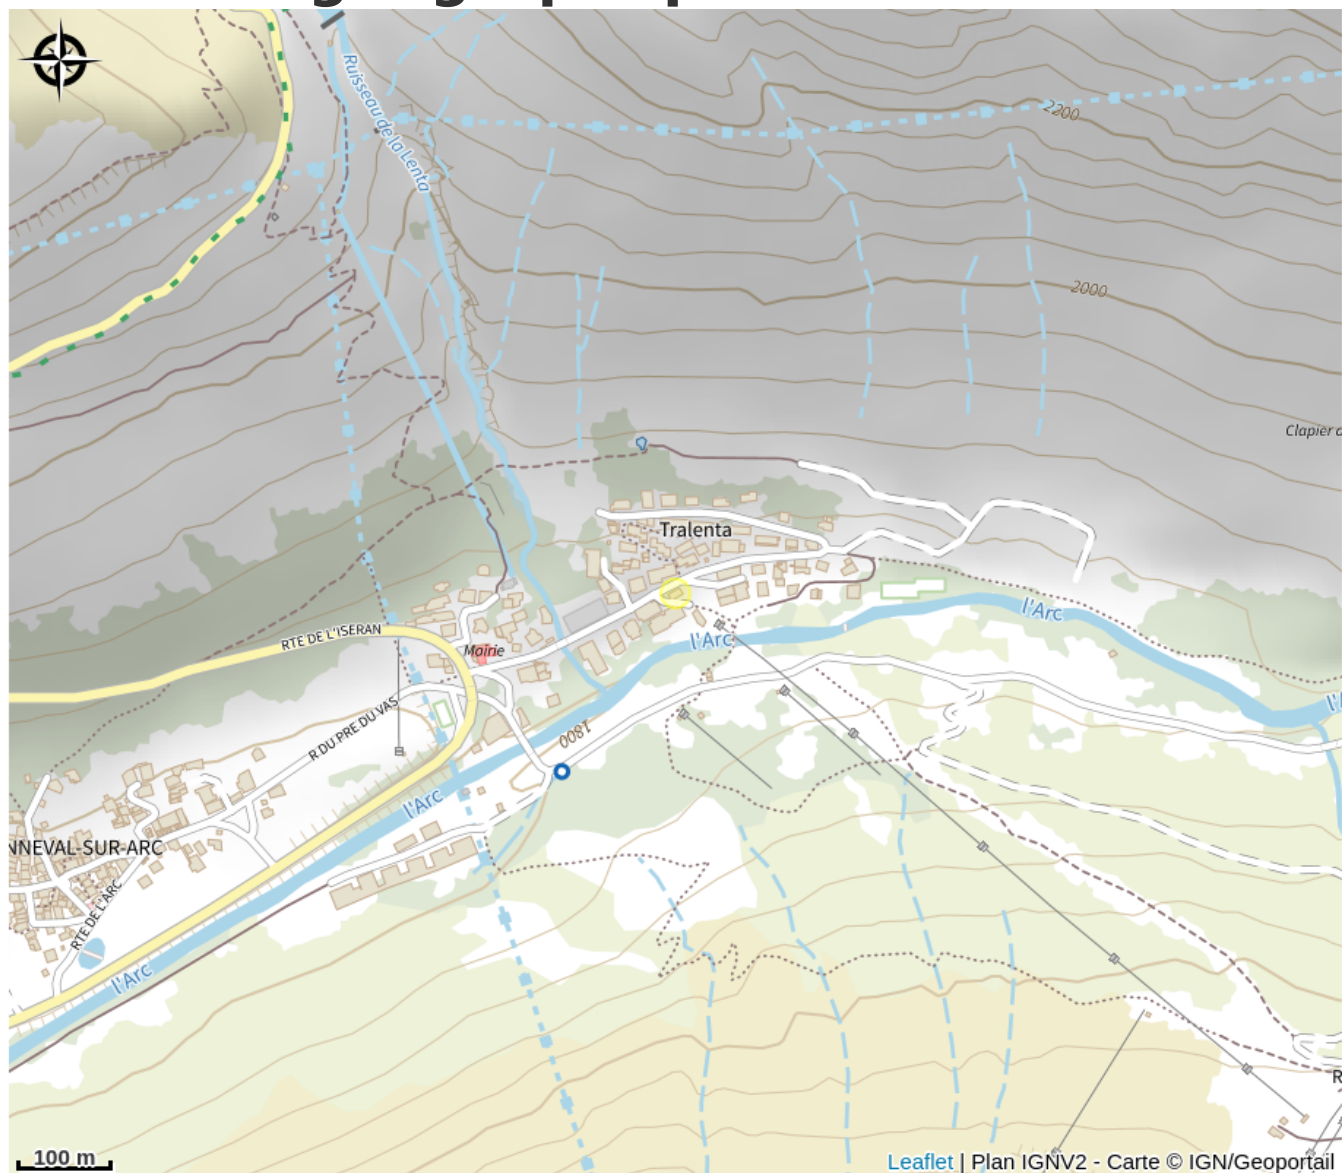 Ruisseau de la Lenta
2200
2000
Clapier d
Tralenta
l'Arc
l'Arc
RTE DE L'ISERAN
Mairie
l'A
R DU PRE DU VAS
1800
l'Arc
NNEVAL-SUR-ARC
RTE DE L'ARC
l'Arc
R
100 m
Leaflet | Plan IGNV2 - Carte © IGN/Geoportail